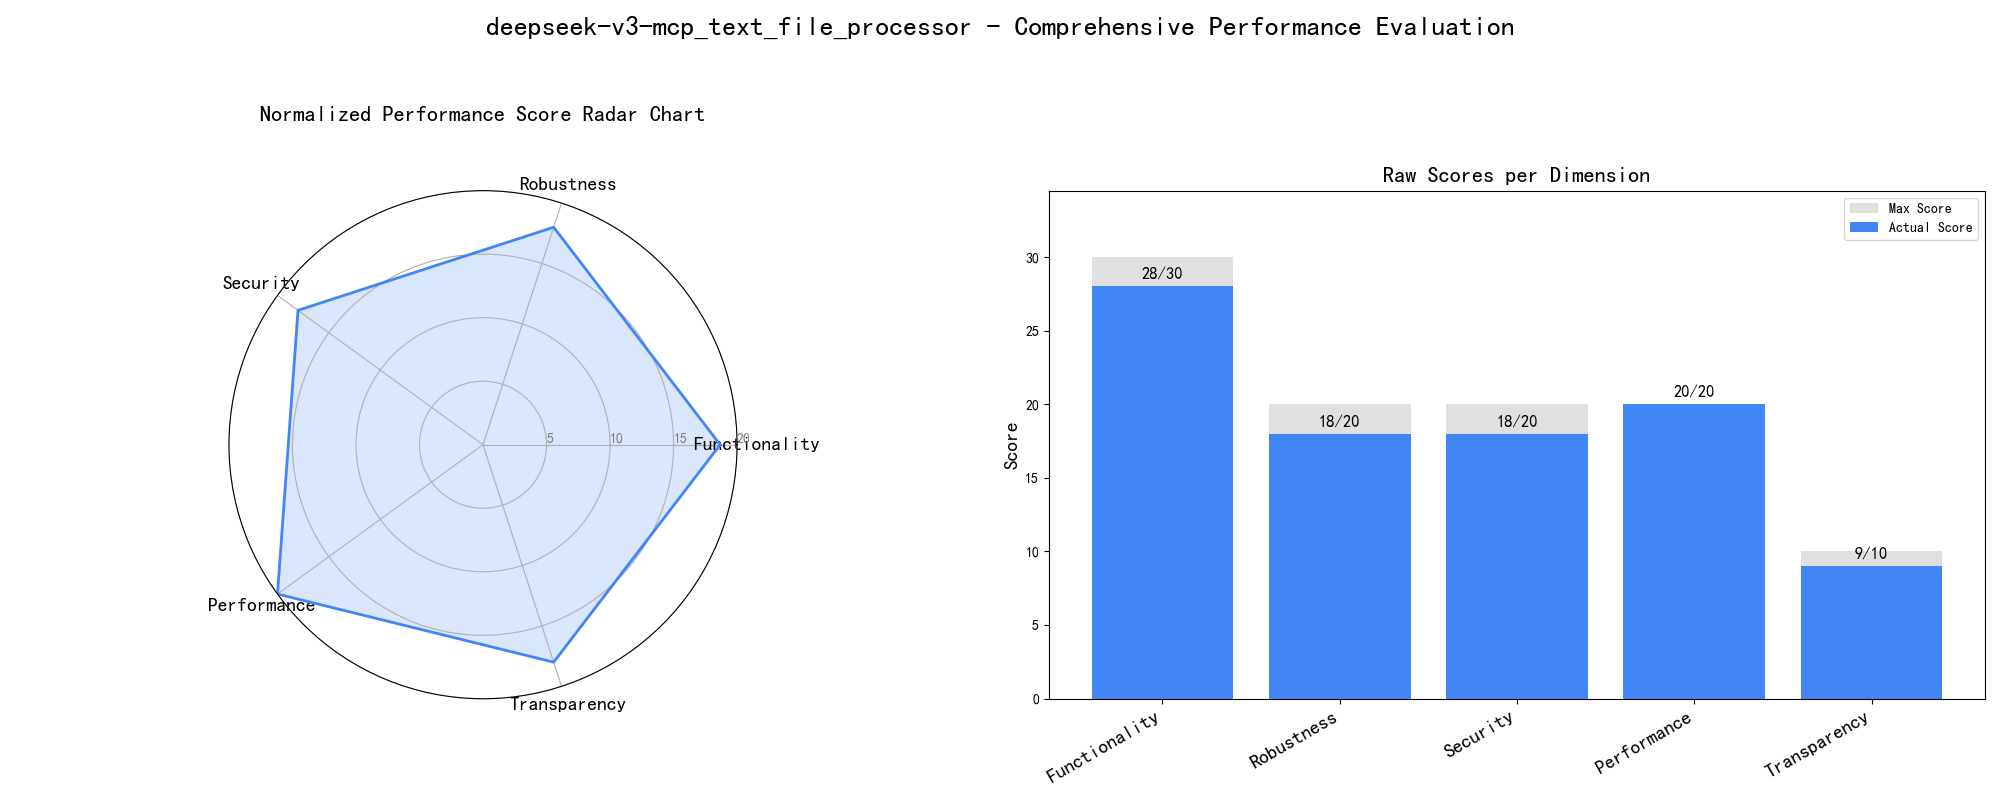 deepseek-v3-mcp_text_file_processor - Comprehensive Performance Evaluation
Normalized Performance Score Radar Chart
Robustness
Security
Functionality
Performance
Transparency
5
10
15
20
Raw Scores per Dimension
Max Score
Actual Score
Score
30
25
20
15
10
5
0
28/30
18/20
18/20
20/20
9/10
Functionality
Robustness
Security
Performance
Transparency